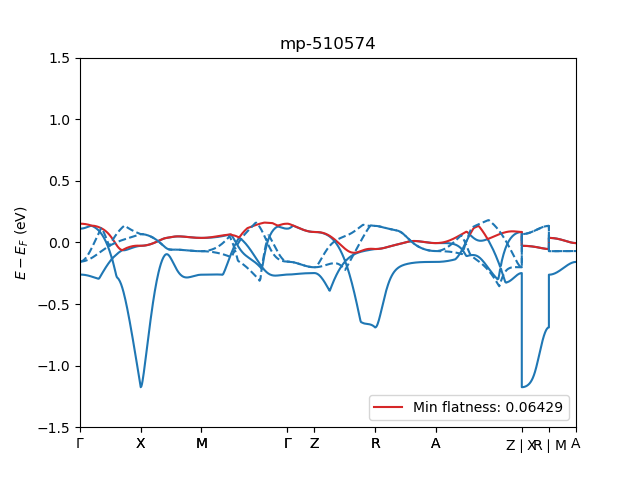 mp-510574
1.5
1.0
0.5
0.0
−0.5
−1.0
−1.5
E − E_F (eV)
Min flatness: 0.06429
Γ X M Γ Z R A Z | X R | M A